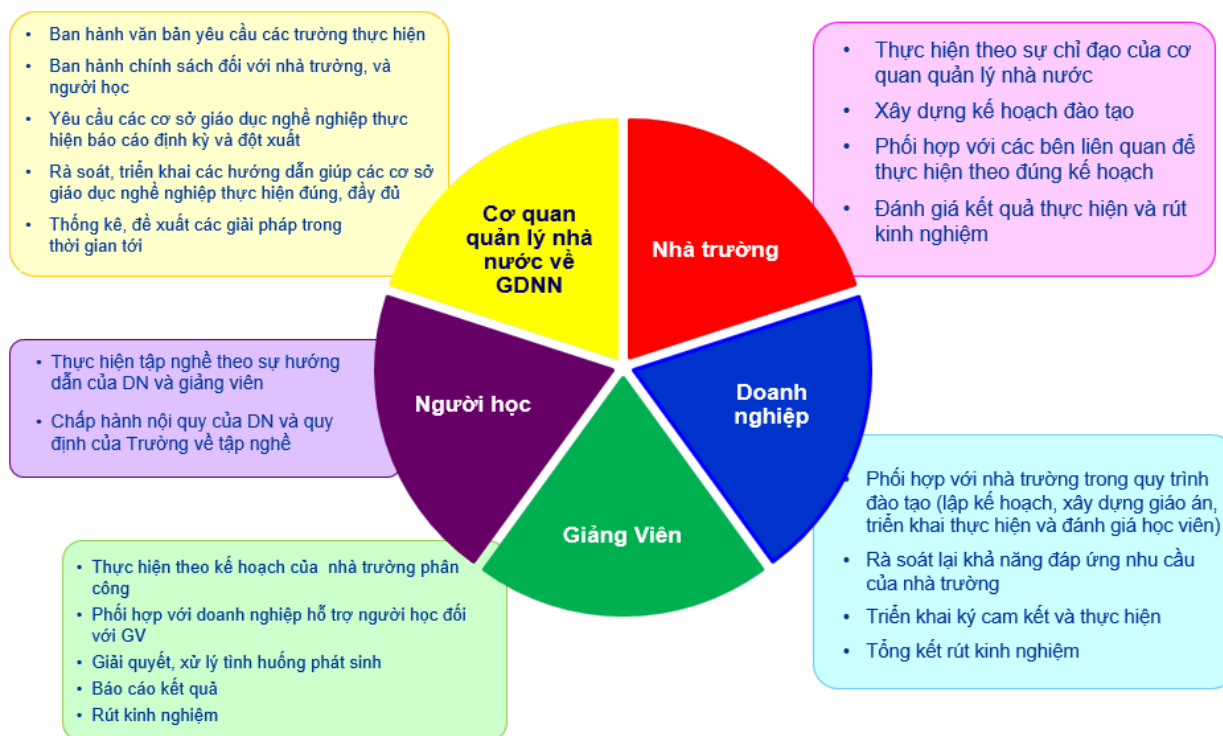 • Ban hành văn bản yêu cầu các trường thực hiện
• Ban hành chính sách đối với nhà trường, và
người học
• Yêu cầu các cơ sở giáo dục nghề nghiệp thực
hiện báo cáo định kỳ và đột xuất
• Rà soát, triển khai các hướng dẫn giúp các cơ sở
giáo dục nghề nghiệp thực hiện đúng, đầy đủ
• Thống kê, đề xuất các giải pháp trong
thời gian tới
• Thực hiện theo sự chỉ đạo của cơ
quan quản lý nhà nước
• Xây dựng kế hoạch đào tạo
• Phối hợp với các bên liên quan để
thực hiện theo đúng kế hoạch
• Đánh giá kết quả thực hiện và rút
kinh nghiệm
Cơ quan
quản lý nhà
nước về
GDNN
Nhà trường
• Thực hiện tập nghề theo sự hướng
dẫn của DN và giảng viên
• Chấp hành nội quy của DN và quy
định của Trường về tập nghề
Người học
Doanh
nghiệp
Giảng Viên
• Phối hợp với nhà trường trong quy trình
đào tạo (lập kế hoạch, xây dựng giáo án,
triển khai thực hiện và đánh giá học viên)
• Rà soát lại khả năng đáp ứng nhu cầu
của nhà trường
• Triển khai ký cam kết và thực hiện
• Tổng kết rút kinh nghiệm
• Thực hiện theo kế hoạch của nhà trường phân
công
• Phối hợp với doanh nghiệp hỗ trợ người học đối
với GV
• Giải quyết, xử lý tình huống phát sinh
• Báo cáo kết quả
• Rút kinh nghiệm